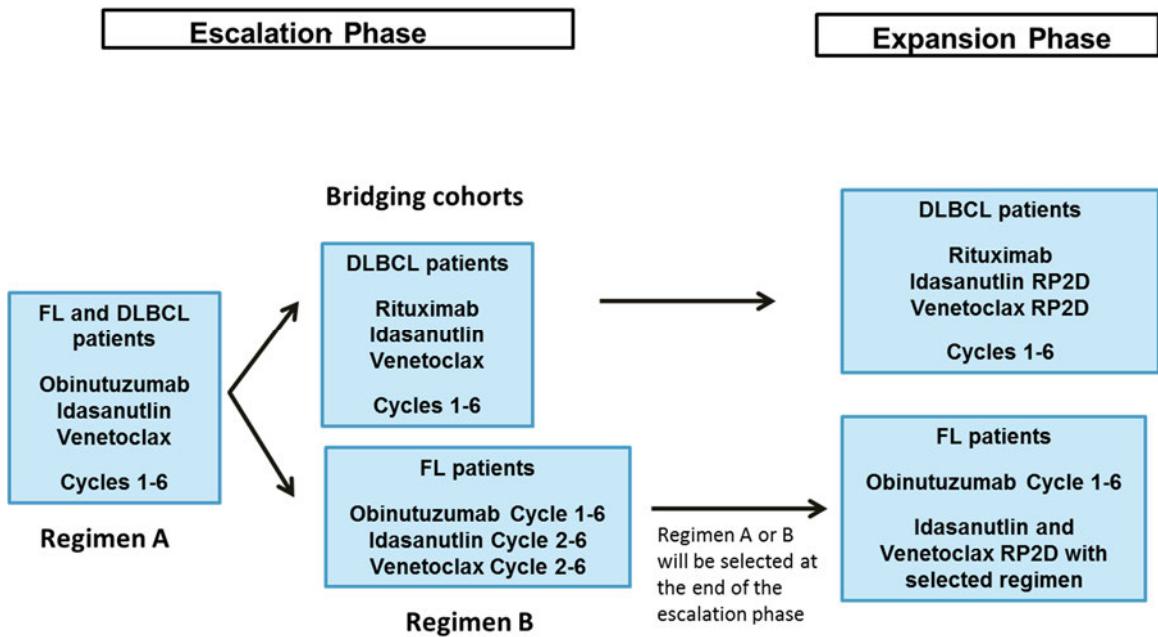 Escalation Phase
Expansion Phase
Bridging cohorts
FL and DLBCL
patients
Obinutuzumab
Idasanutlin
Venetoclax
Cycles 1-6
Regimen A
DLBCL patients
Rituximab
Idasanutlin
Venetoclax
Cycles 1-6
FL patients
Obinutuzumab Cycle 1-6
Idasanutlin Cycle 2-6
Venetoclax Cycle 2-6
Regimen B
Regimen A or B
will be selected at
the end of the
escalation phase
DLBCL patients
Rituximab
Idasanutlin RP2D
Venetoclax RP2D
Cycles 1-6
FL patients
Obinutuzumab Cycle 1-6
Idasanutlin and
Venetoclax RP2D with
selected regimen